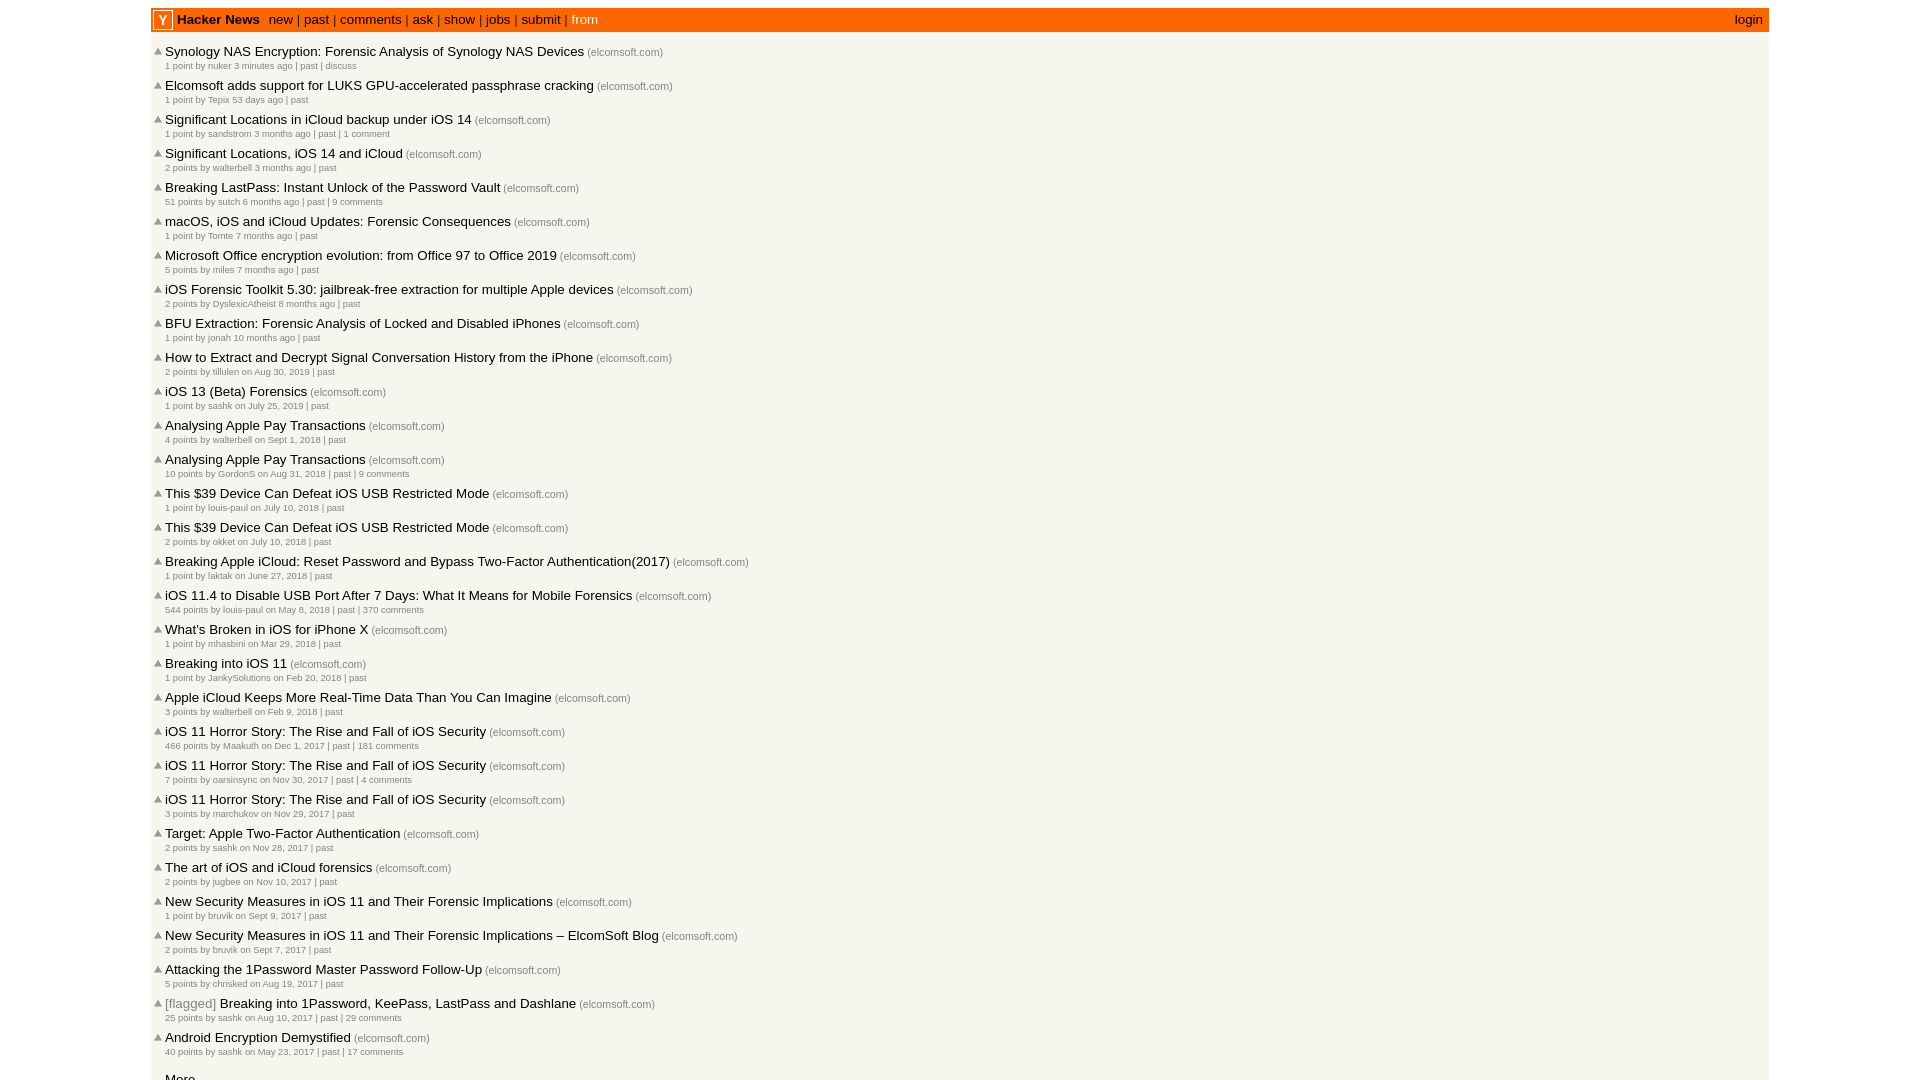 Y Hacker News new | past | comments | ask | show | jobs | submit | from login
Synology NAS Encryption: Forensic Analysis of Synology NAS Devices (elcomsoft.com)
1 point by nuker 3 minutes ago | past | discuss
Elcomsoft adds support for LUKS GPU-accelerated passphrase cracking (elcomsoft.com)
1 point by Tepix 53 days ago | past
Significant Locations in iCloud backup under iOS 14 (elcomsoft.com)
1 point by sandstrom 3 months ago | past | 1 comment
Significant Locations, iOS 14 and iCloud (elcomsoft.com)
2 points by walterbell 3 months ago | past
Breaking LastPass: Instant Unlock of the Password Vault (elcomsoft.com)
51 points by sutch 6 months ago | past | 9 comments
macOS, iOS and iCloud Updates: Forensic Consequences (elcomsoft.com)
1 point by Tomte 7 months ago | past
Microsoft Office encryption evolution: from Office 97 to Office 2019 (elcomsoft.com)
5 points by miles 7 months ago | past
iOS Forensic Toolkit 5.30: jailbreak-free extraction for multiple Apple devices (elcomsoft.com)
2 points by DyslexicAtheist 8 months ago | past
BFU Extraction: Forensic Analysis of Locked and Disabled iPhones (elcomsoft.com)
1 point by jonah 10 months ago | past
How to Extract and Decrypt Signal Conversation History from the iPhone (elcomsoft.com)
2 points by tillulen on Aug 30, 2019 | past
iOS 13 (Beta) Forensics (elcomsoft.com)
1 point by sashk on July 25, 2019 | past
Analysing Apple Pay Transactions (elcomsoft.com)
4 points by walterbell on Sept 1, 2018 | past
Analysing Apple Pay Transactions (elcomsoft.com)
10 points by GordonS on Aug 31, 2018 | past | 9 comments
This $39 Device Can Defeat iOS USB Restricted Mode (elcomsoft.com)
1 point by louis-paul on July 10, 2018 | past
This $39 Device Can Defeat iOS USB Restricted Mode (elcomsoft.com)
2 points by okket on July 10, 2018 | past
Breaking Apple iCloud: Reset Password and Bypass Two-Factor Authentication(2017) (elcomsoft.com)
1 point by laktak on June 27, 2018 | past
iOS 11.4 to Disable USB Port After 7 Days: What It Means for Mobile Forensics (elcomsoft.com)
544 points by louis-paul on May 8, 2018 | past | 370 comments
What's Broken in iOS for iPhone X (elcomsoft.com)
1 point by mhasbini on Mar 29, 2018 | past
Breaking into iOS 11 (elcomsoft.com)
1 point by JankySolutions on Feb 20, 2018 | past
Apple iCloud Keeps More Real-Time Data Than You Can Imagine (elcomsoft.com)
3 points by walterbell on Feb 9, 2018 | past
iOS 11 Horror Story: The Rise and Fall of iOS Security (elcomsoft.com)
466 points by Maakuth on Dec 1, 2017 | past | 181 comments
iOS 11 Horror Story: The Rise and Fall of iOS Security (elcomsoft.com)
7 points by oarsinsync on Nov 30, 2017 | past | 4 comments
iOS 11 Horror Story: The Rise and Fall of iOS Security (elcomsoft.com)
3 points by marchukov on Nov 29, 2017 | past
Target: Apple Two-Factor Authentication (elcomsoft.com)
2 points by sashk on Nov 28, 2017 | past
The art of iOS and iCloud forensics (elcomsoft.com)
2 points by jugbee on Nov 10, 2017 | past
New Security Measures in iOS 11 and Their Forensic Implications (elcomsoft.com)
1 point by bruvik on Sept 9, 2017 | past
New Security Measures in iOS 11 and Their Forensic Implications – ElcomSoft Blog (elcomsoft.com)
2 points by bruvik on Sept 7, 2017 | past
Attacking the 1Password Master Password Follow-Up (elcomsoft.com)
5 points by chrisked on Aug 19, 2017 | past
[flagged] Breaking into 1Password, KeePass, LastPass and Dashlane (elcomsoft.com)
25 points by sashk on Aug 10, 2017 | past | 29 comments
Android Encryption Demystified (elcomsoft.com)
40 points by sashk on May 23, 2017 | past | 17 comments
More